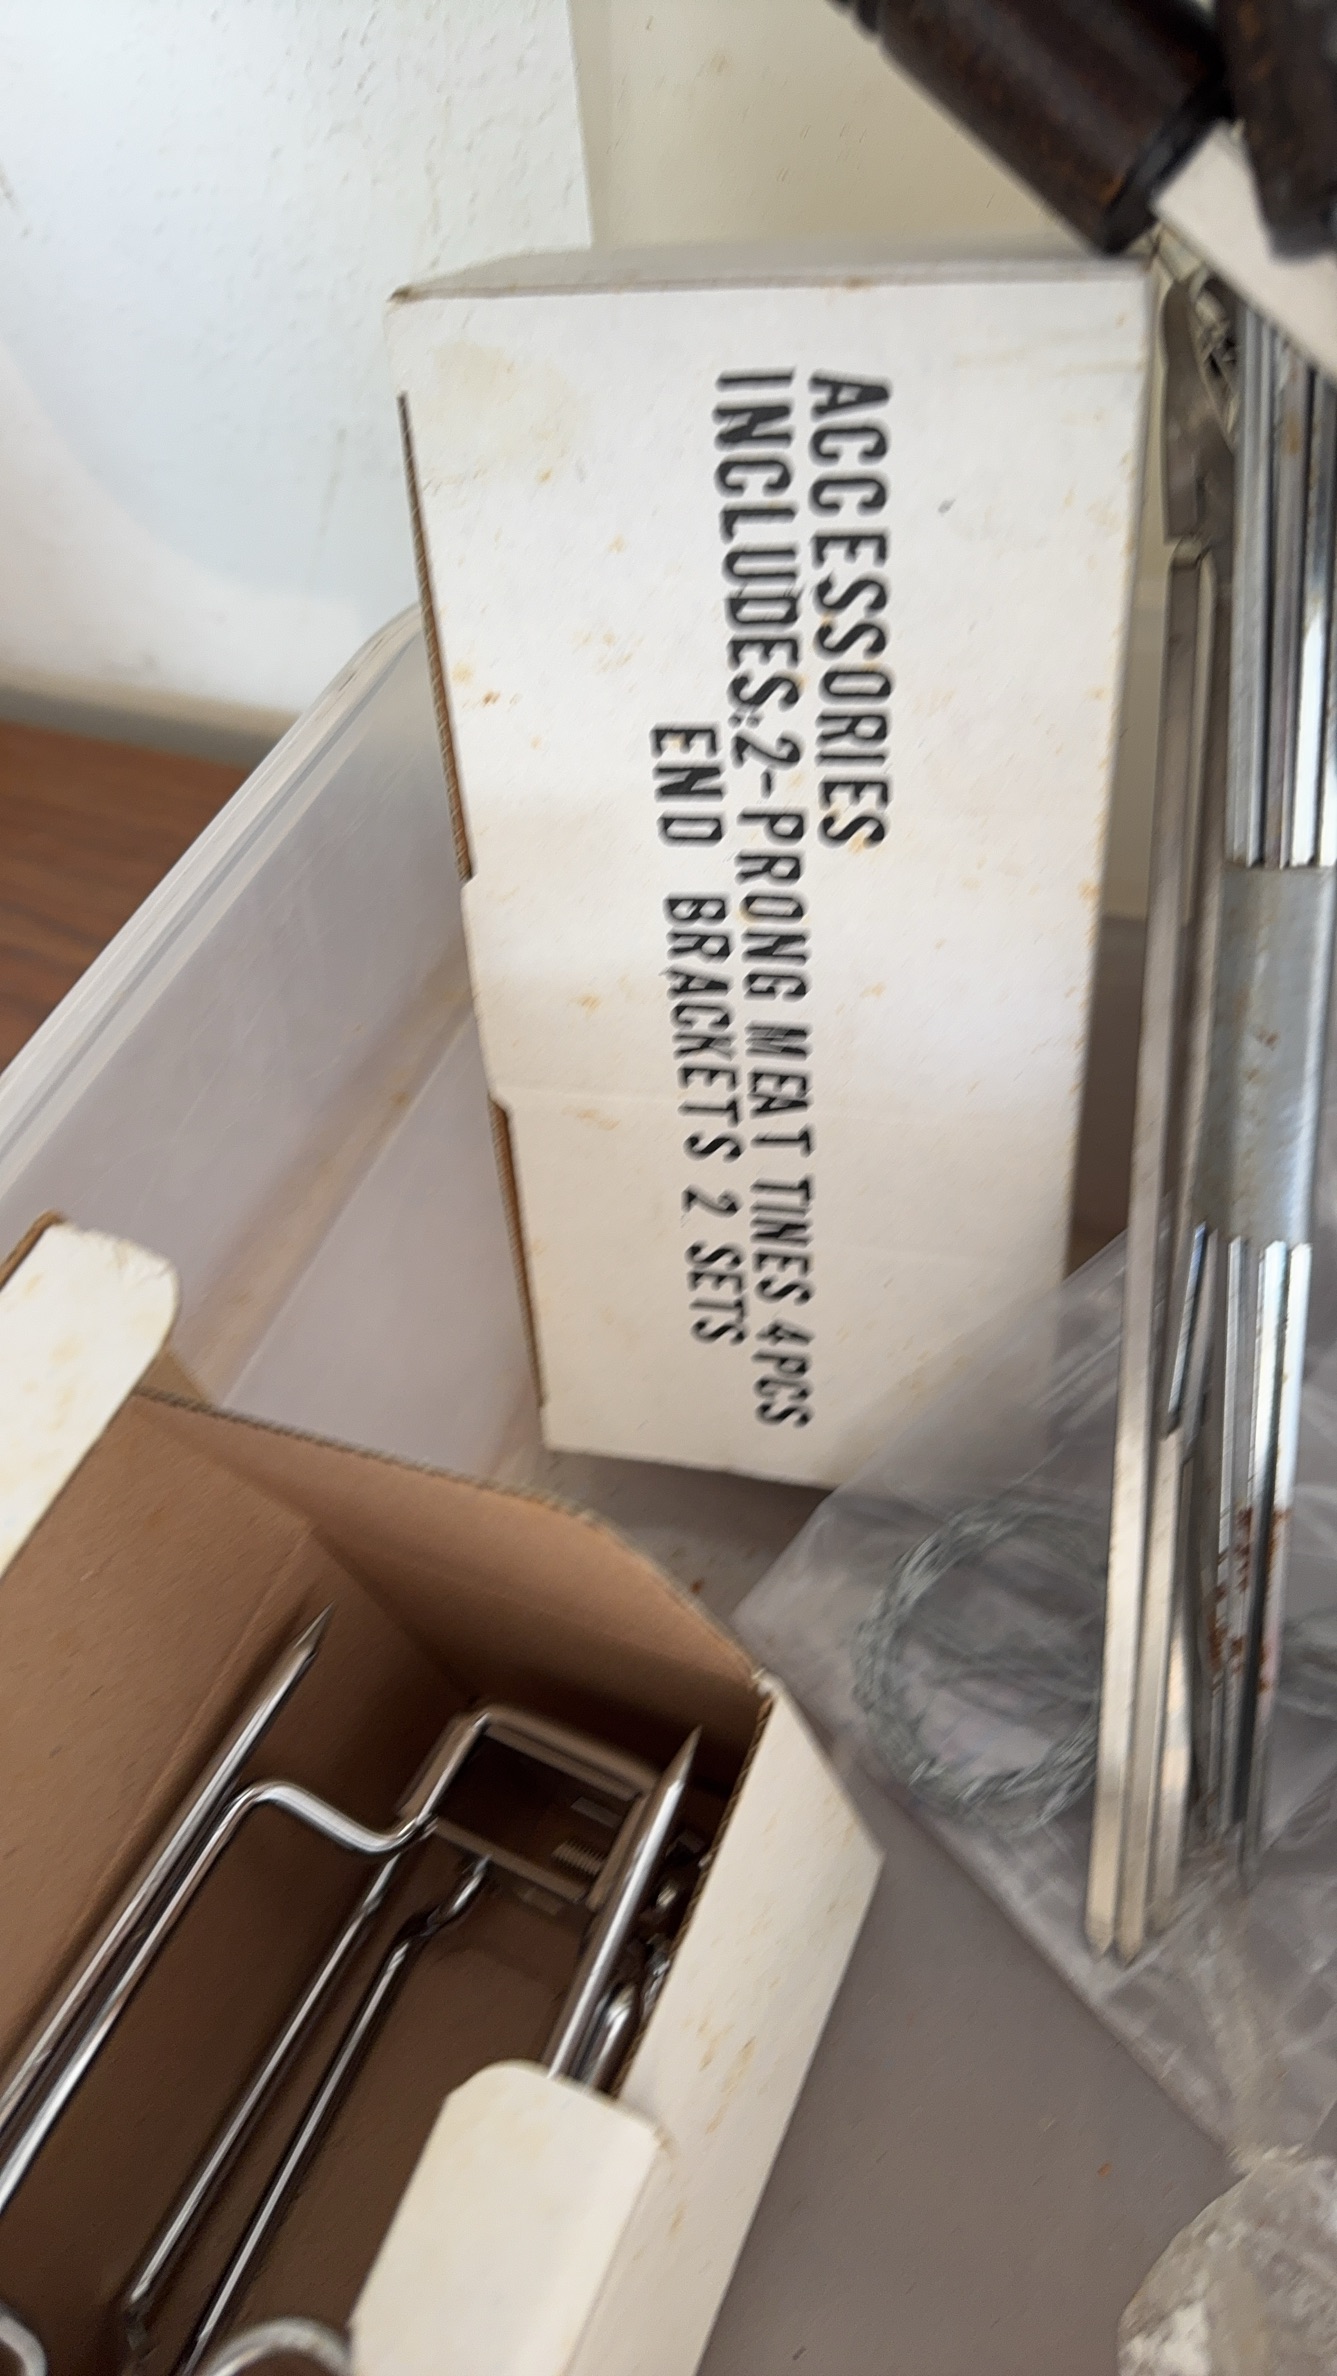 ACCESSORIES
INCLUDES:2-PRONG MEAT TINES 4PCS
END BRACKETS 2 SETS